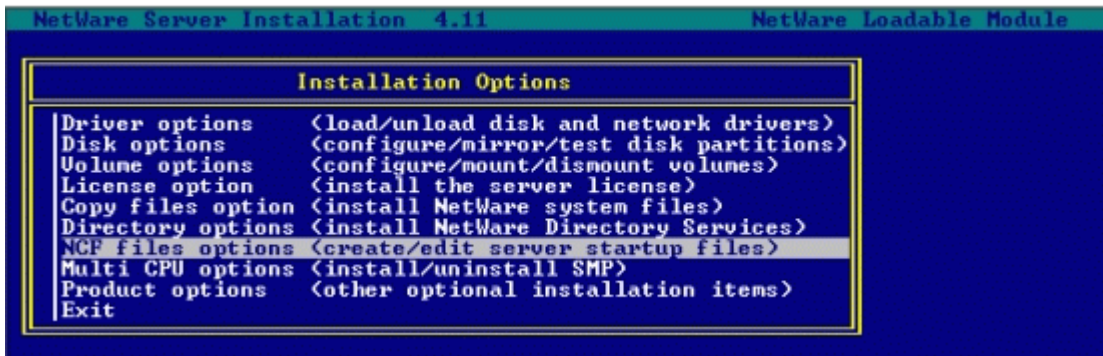 NetWare Server Installation 4.11 NetWare Loadable Module
Installation Options
Driver options (load/unload disk and network drivers)
Disk options (configure/mirror/test disk partitions)
Volume options (configure/mount/dismount volumes)
License option (install the server license)
Copy files option (install NetWare system files)
Directory options (install NetWare Directory Services)
NCF files options (create/edit server startup files)
Multi CPU options (install/uninstall SMP)
Product options (other optional installation items)
Exit